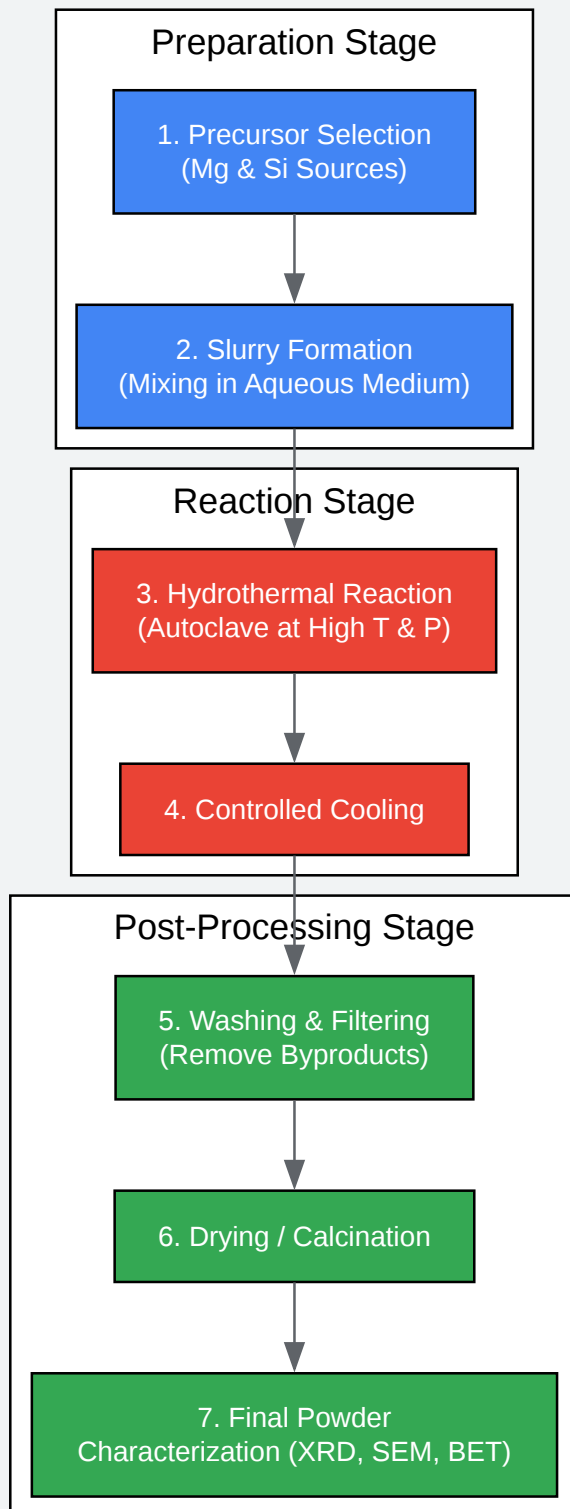 Preparation Stage
1. Precursor Selection
(Mg & Si Sources)
2. Slurry Formation
(Mixing in Aqueous Medium)
Reaction Stage
3. Hydrothermal Reaction
(Autoclave at High T & P)
4. Controlled Cooling
Post-Processing Stage
5. Washing & Filtering
(Remove Byproducts)
6. Drying / Calcination
7. Final Powder
Characterization (XRD, SEM, BET)